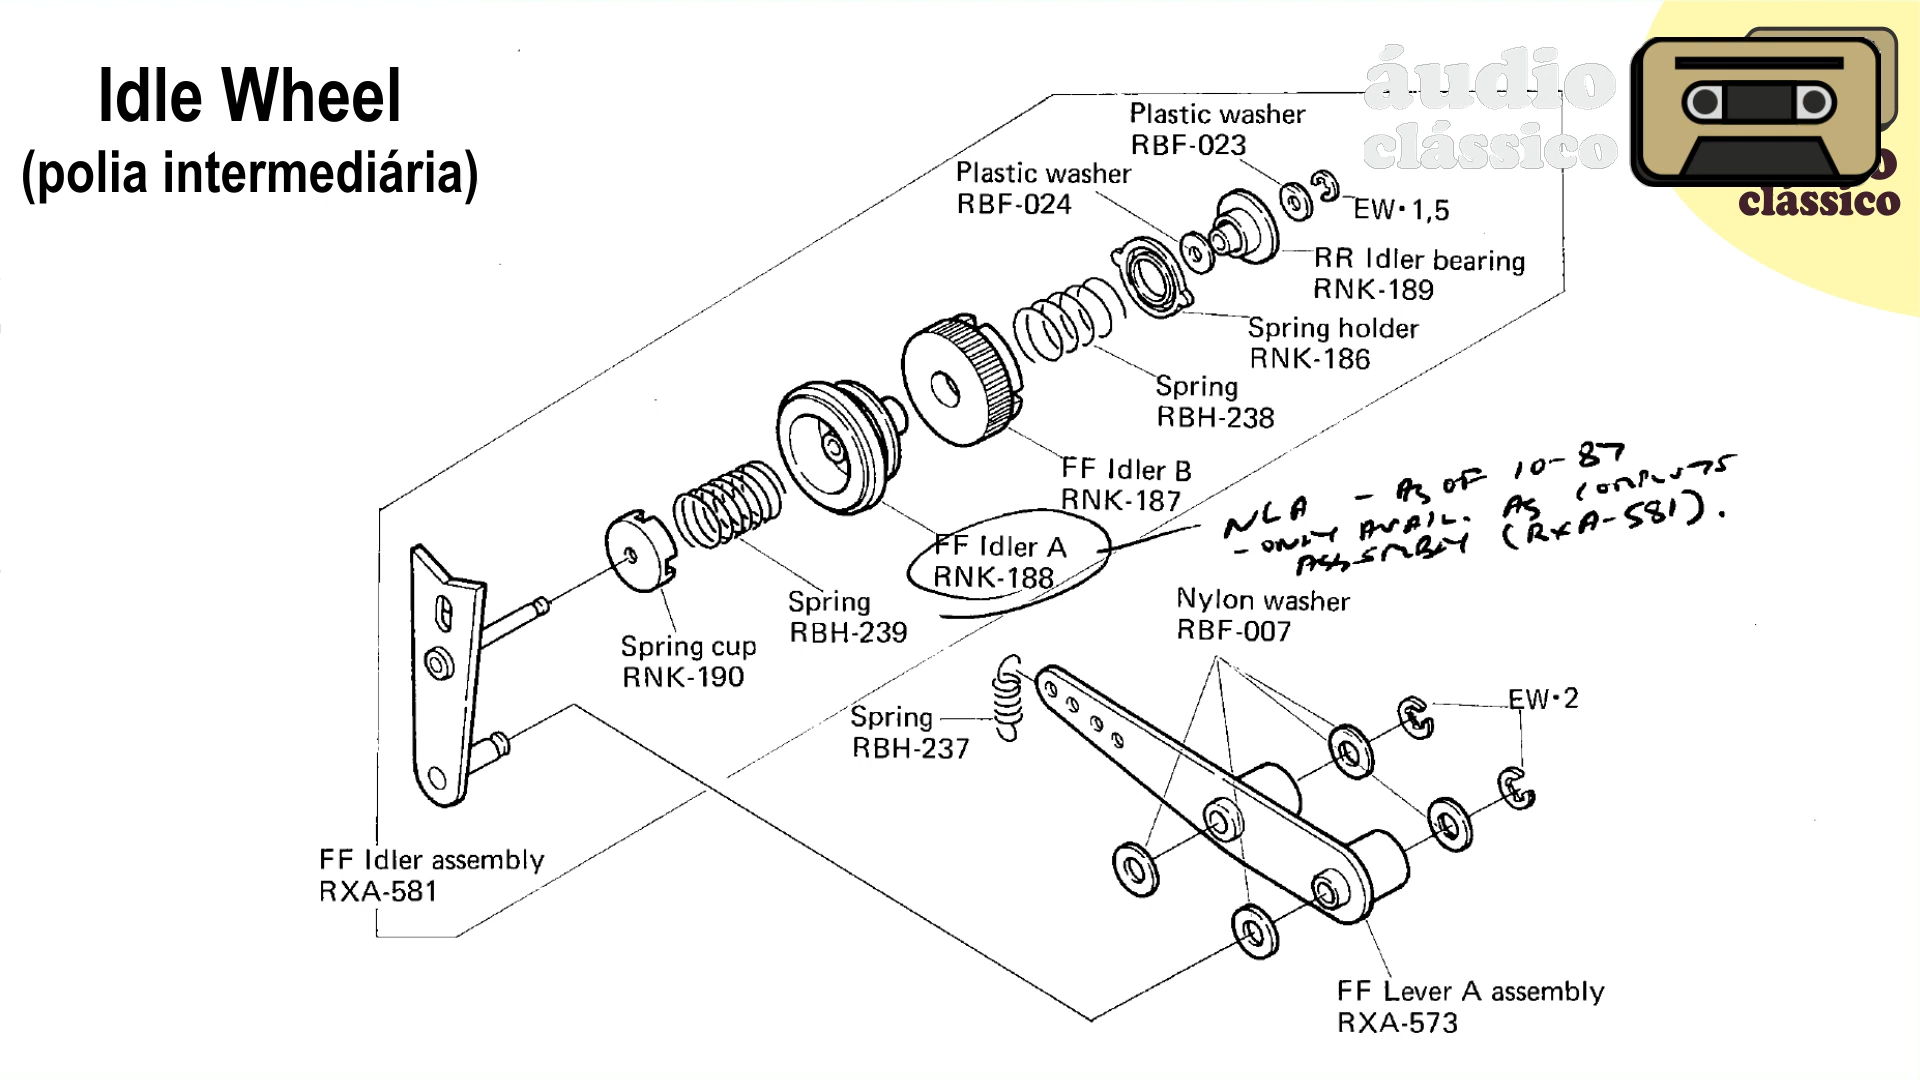 Idle Wheel
(polia intermediária)
áudio
clássico
clássico
Plastic washer
RBF-023
Plastic washer
RBF-024
EW·1,5
RR Idler bearing
RNK-189
Spring holder
RNK-186
Spring
RBH-238
FF Idler B
RNK-187
NLA - AS OF 10-87
- ONLY AVAIL. AS COMPLETE
ASSEMBLY (RXA-581).
FF Idler A
RNK-188
Spring
RBH-239
Spring cup
RNK-190
Nylon washer
RBF-007
Spring
RBH-237
EW·2
FF Idler assembly
RXA-581
FF Lever A assembly
RXA-573